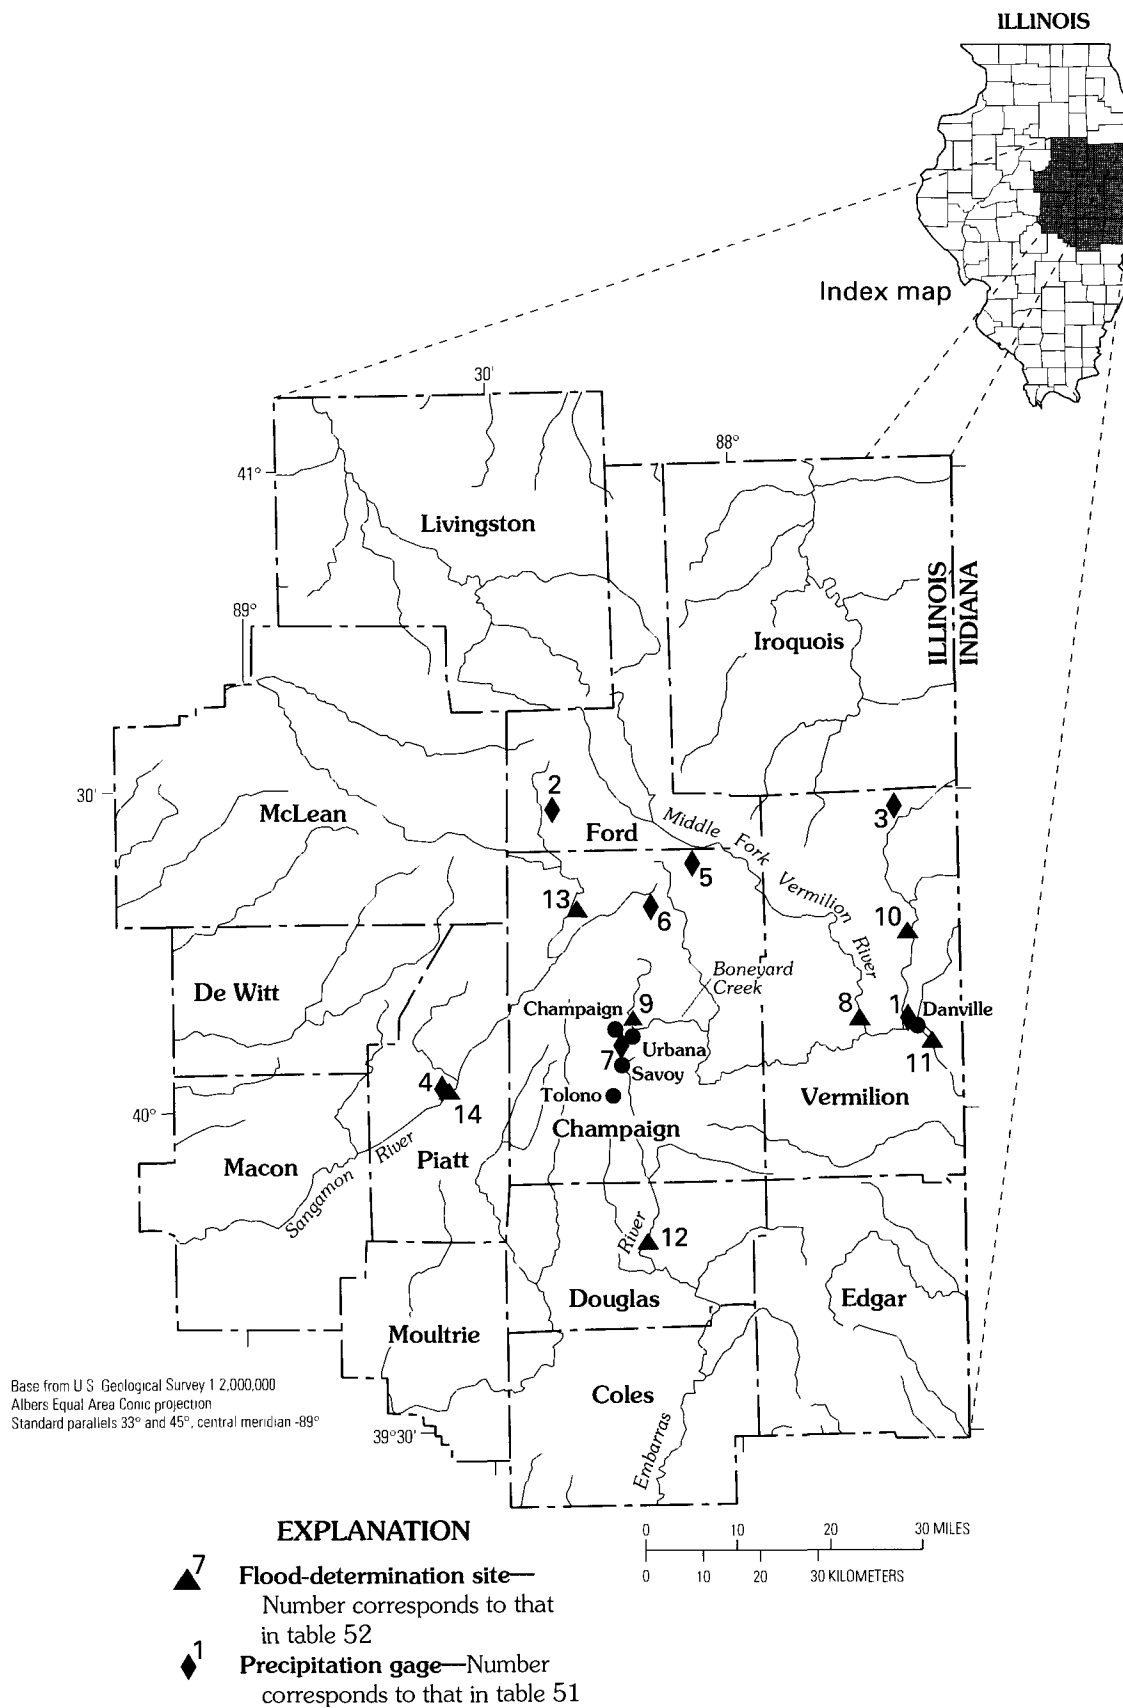 ILLINOIS
Index map
30'
88°
41°
Livingston
ILLINOIS
INDIANA
89°
Iroquois
30'
2
3
McLean
Ford
Middle Fork Vermilion River
5
13
6
10
De Witt
Boneyard
Creek
Champaign
9
8
1
Danville
Urbana
7
Savoy
11
4
Tolono
Vermilion
40°
14
Champaign
Macon
Sangamon River
Piatt
River
12
Douglas
Edgar
Moultrie
Base from U S Geological Survey 1 2,000,000
Albers Equal Area Conic projection
Standard parallels 33° and 45°, central meridian -89°
Coles
39°30'
Embarras
EXPLANATION
0 10 20 30 MILES
0 10 20 30 KILOMETERS
7
Flood-determination site—
Number corresponds to that
in table 52
1
Precipitation gage—Number
corresponds to that in table 51